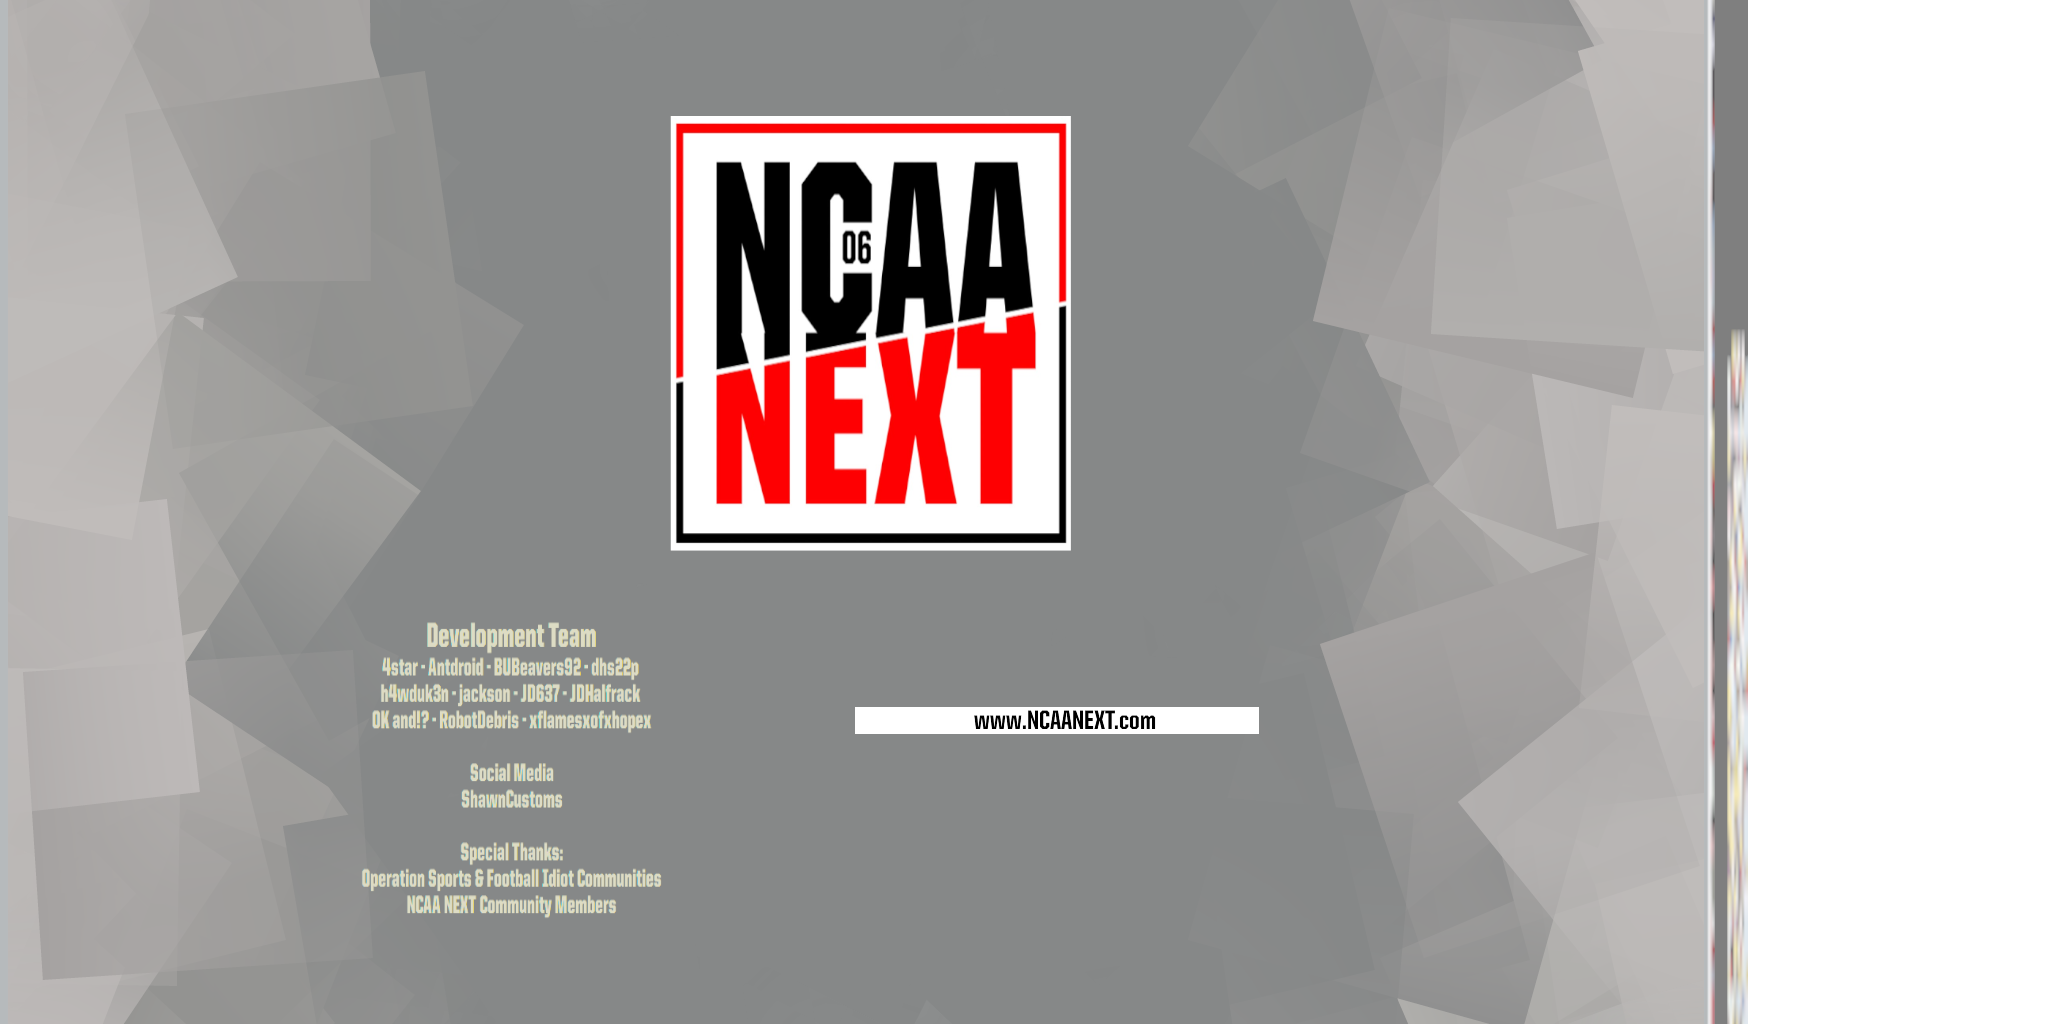 NCAA
06
NEXT
Development Team
4star - Antdroid - BUBeavers92 - dhs22p
h4wduk3n - jackson - JD637 - JDHalfrack
OK and!? - RobotDebris - xflamesxofxhopex
www.NCAANEXT.com
Social Media
ShawnCustoms
Special Thanks:
Operation Sports & Football Idiot Communities
NCAA NEXT Community Members